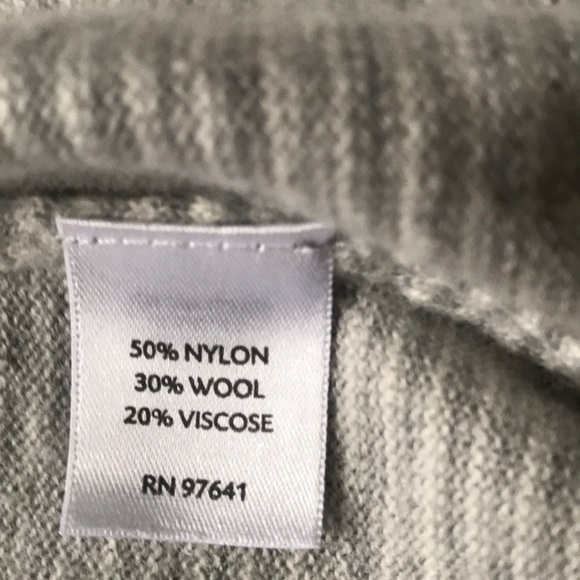 50% NYLON
30% WOOL
20% VISCOSE
RN 97641